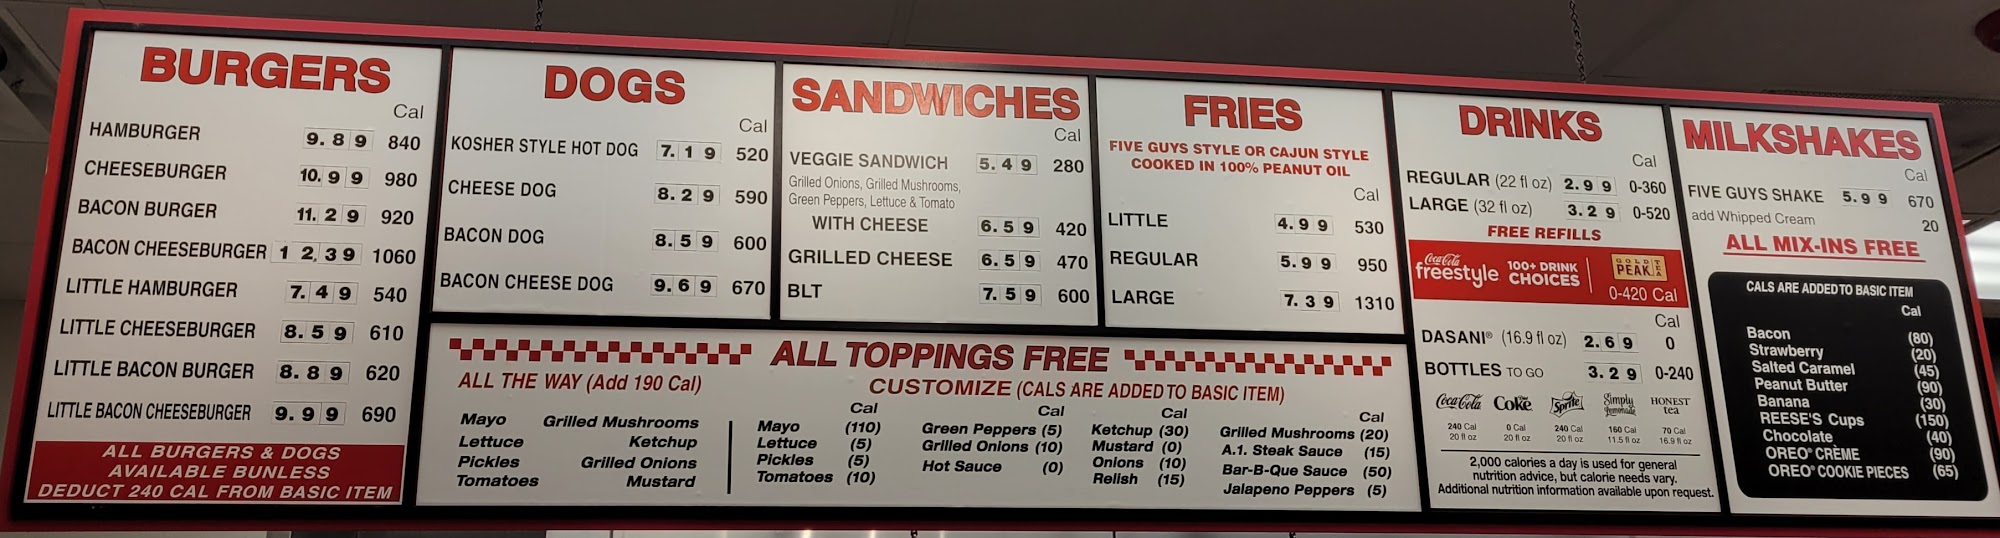 BURGERS
Cal
HAMBURGER 9.89 840
CHEESEBURGER 10.99 980
BACON BURGER 11.29 920
BACON CHEESEBURGER 12.39 1060
LITTLE HAMBURGER 7.49 540
LITTLE CHEESEBURGER 8.59 610
LITTLE BACON BURGER 8.89 620
LITTLE BACON CHEESEBURGER 9.99 690
ALL BURGERS & DOGS
AVAILABLE BUNLESS
DEDUCT 240 CAL FROM BASIC ITEM
DOGS
Cal
KOSHER STYLE HOT DOG 7.19 520
CHEESE DOG 8.29 590
BACON DOG 8.59 600
BACON CHEESE DOG 9.69 670
SANDWICHES
Cal
VEGGIE SANDWICH 5.49 280
Grilled Onions, Grilled Mushrooms,
Green Peppers, Lettuce & Tomato
WITH CHEESE 6.59 420
GRILLED CHEESE 6.59 470
BLT 7.59 600
FRIES
FIVE GUYS STYLE OR CAJUN STYLE
COOKED IN 100% PEANUT OIL
Cal
LITTLE 4.99 530
REGULAR 5.99 950
LARGE 7.39 1310
ALL TOPPINGS FREE
ALL THE WAY (Add 190 Cal)
Mayo Grilled Mushrooms
Lettuce Ketchup
Pickles Grilled Onions
Tomatoes Mustard
CUSTOMIZE (CALS ARE ADDED TO BASIC ITEM)
Cal
Mayo (110)
Lettuce (5)
Pickles (5)
Tomatoes (10)
Cal
Green Peppers (5)
Grilled Onions (10)
Hot Sauce (0)
Cal
Ketchup (30)
Mustard (0)
Onions (10)
Relish (15)
Cal
Grilled Mushrooms (20)
A.1. Steak Sauce (15)
Bar-B-Que Sauce (50)
Jalapeno Peppers (5)
DRINKS
Cal
REGULAR (22 fl oz) 2.99 0-360
LARGE (32 fl oz) 3.29 0-520
FREE REFILLS
Coca-Cola
freestyle
100+ DRINK
CHOICES
GOLD
PEAK
TEA
0-420 Cal
Cal
DASANI® (16.9 fl oz) 2.69 0
BOTTLES TO GO 3.29 0-240
Coca-Cola Coke Sprite Simply Lemonade HONEST tea
240 Cal 0 Cal 240 Cal 160 Cal 70 Cal
20 fl oz 20 fl oz 20 fl oz 11.5 fl oz 16.9 fl oz
2,000 calories a day is used for general
nutrition advice, but calorie needs vary.
Additional nutrition information available upon request.
MILKSHAKES
Cal
FIVE GUYS SHAKE 5.99 670
add Whipped Cream 20
ALL MIX-INS FREE
CALS ARE ADDED TO BASIC ITEM
Cal
Bacon (80)
Strawberry (20)
Salted Caramel (45)
Peanut Butter (90)
Banana (30)
REESE'S Cups (150)
Chocolate (40)
OREO® CRÈME (90)
OREO® COOKIE PIECES (65)